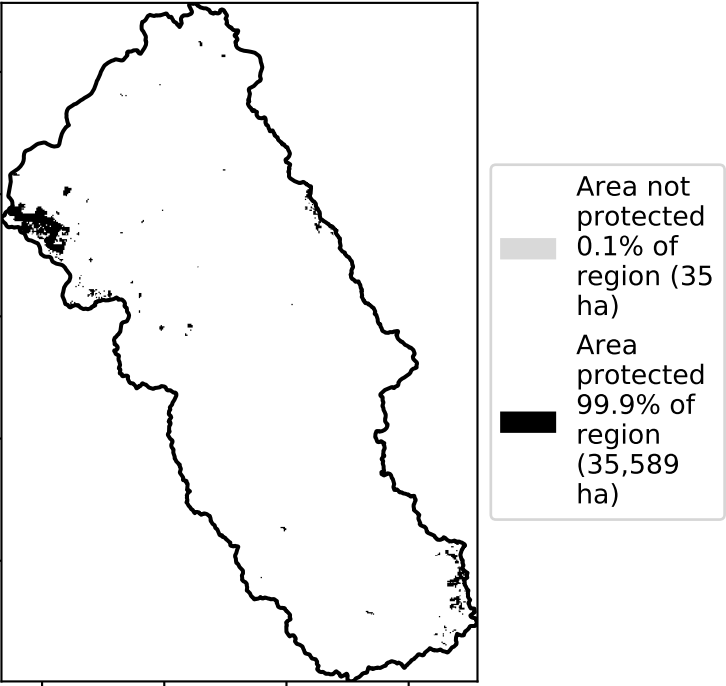 Area not
protected
0.1% of
region (35
ha)
Area
protected
99.9% of
region
(35,589
ha)